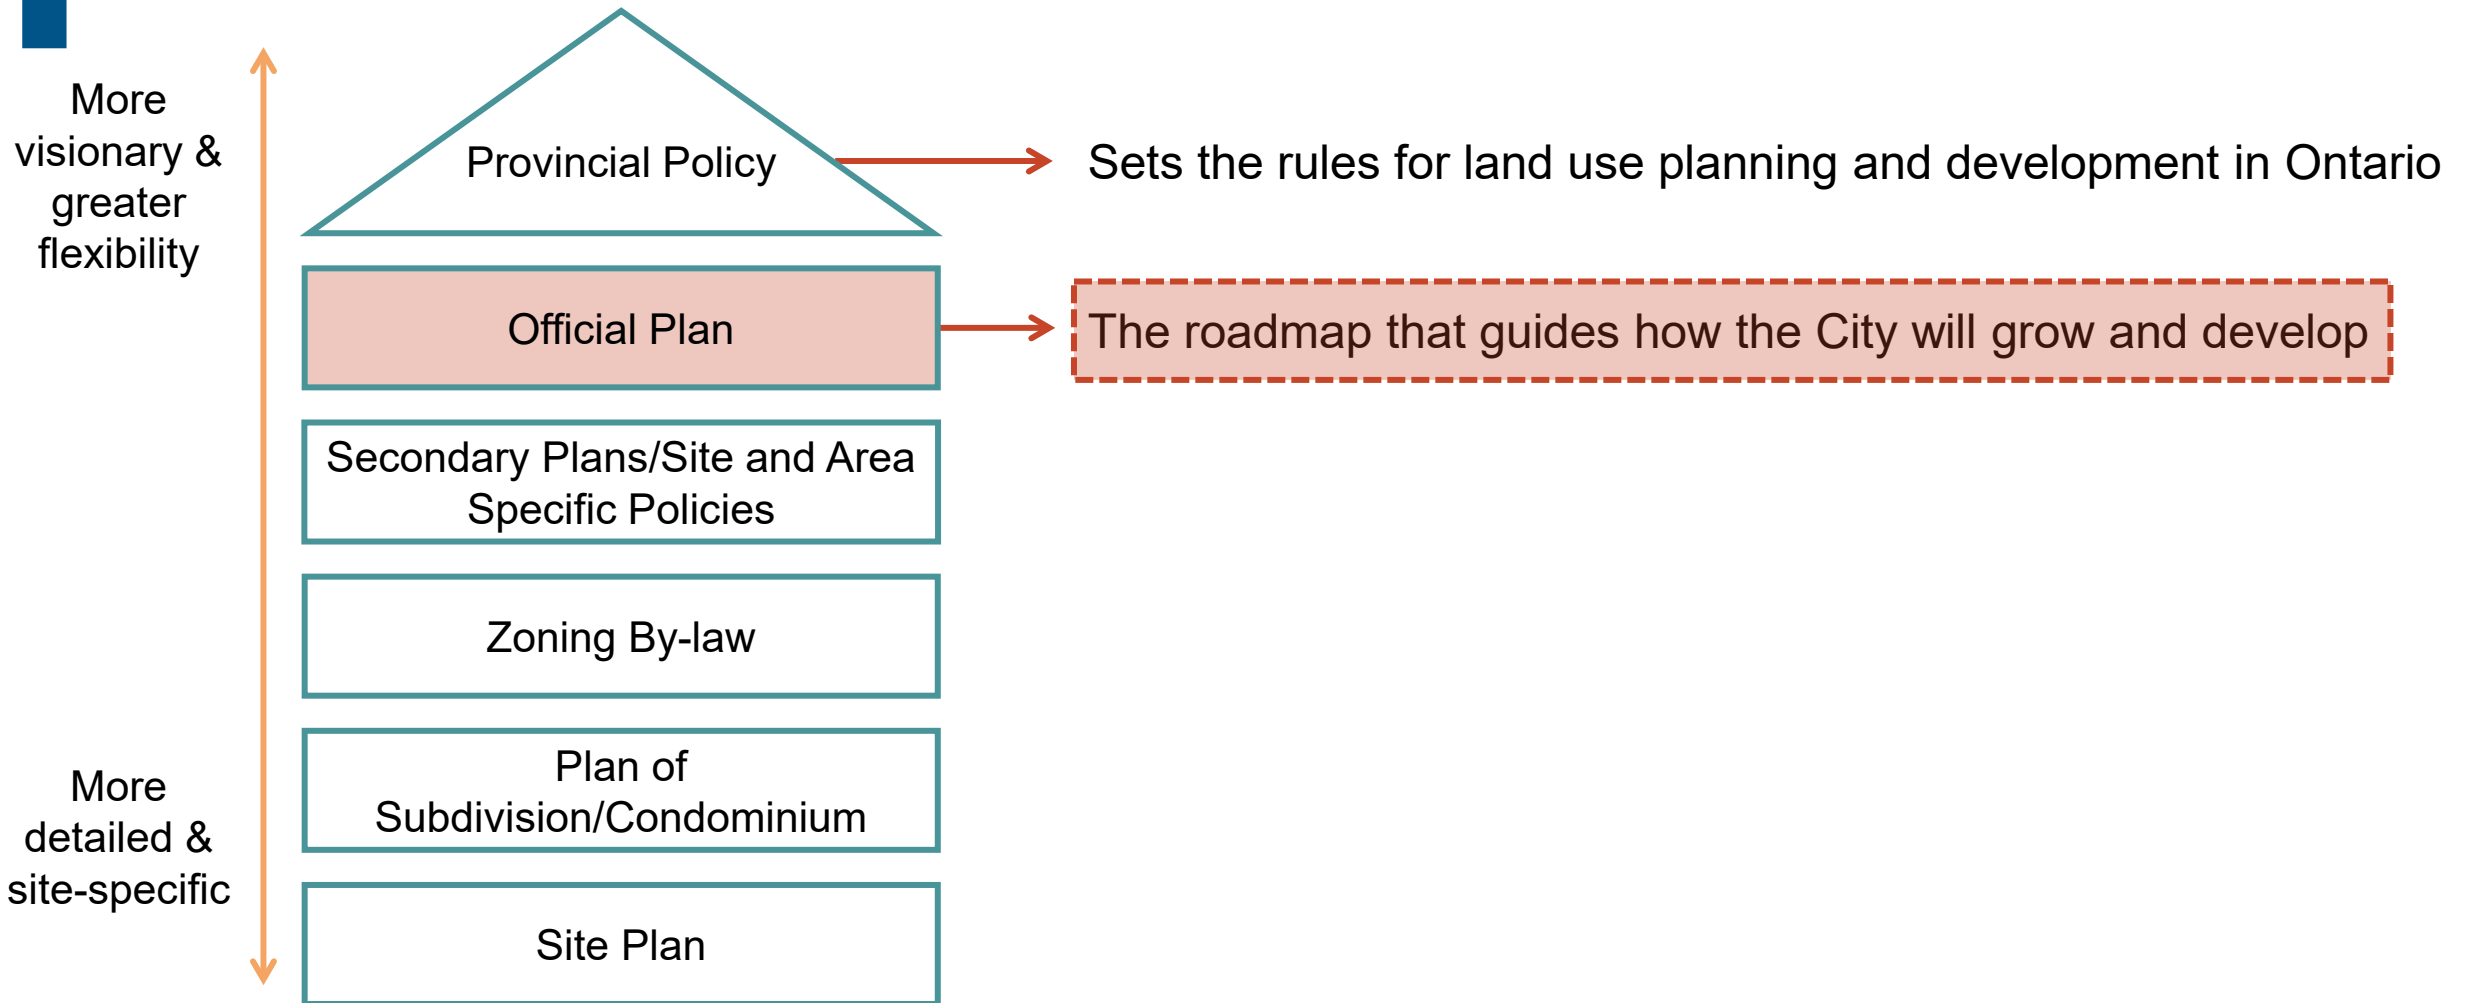 More
visionary &
greater
flexibility
Provincial Policy
Sets the rules for land use planning and development in Ontario
Official Plan
The roadmap that guides how the City will grow and develop
Secondary Plans/Site and Area
Specific Policies
Zoning By-law
Plan of
Subdivision/Condominium
More
detailed &
site-specific
Site Plan